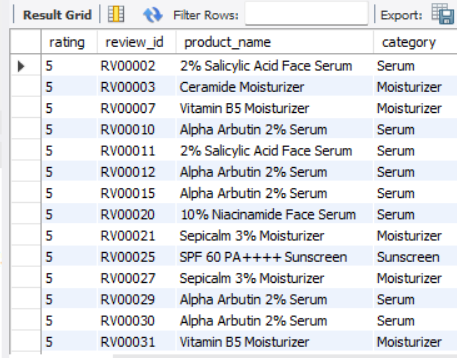 Result Grid Filter Rows: Export:
rating review_id product_name category
5 RV00002 2% Salicylic Acid Face Serum Serum
5 RV00003 Ceramide Moisturizer Moisturizer
5 RV00007 Vitamin B5 Moisturizer Moisturizer
5 RV00010 Alpha Arbutin 2% Serum Serum
5 RV00011 2% Salicylic Acid Face Serum Serum
5 RV00012 Alpha Arbutin 2% Serum Serum
5 RV00015 Alpha Arbutin 2% Serum Serum
5 RV00020 10% Niacinamide Face Serum Serum
5 RV00021 Sepicalm 3% Moisturizer Moisturizer
5 RV00025 SPF 60 PA++++ Sunscreen Sunscreen
5 RV00027 Sepicalm 3% Moisturizer Moisturizer
5 RV00029 Alpha Arbutin 2% Serum Serum
5 RV00030 Alpha Arbutin 2% Serum Serum
5 RV00031 Vitamin B5 Moisturizer Moisturizer